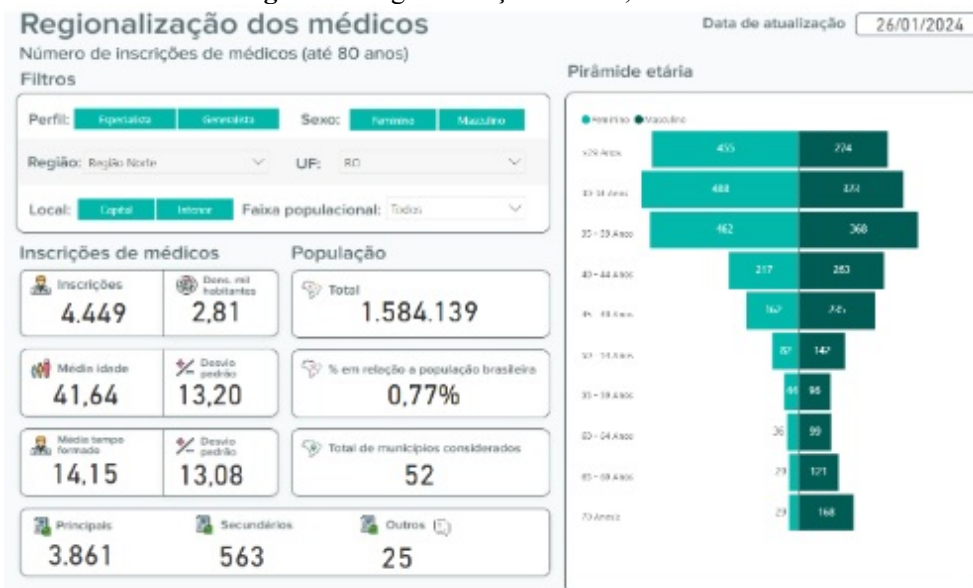 Regionalização dos médicos
Data de atualização 26/01/2024
Número de inscrições de médicos (até 80 anos)
Filtros
Perfil: Especialista Generalista Sexo: Feminino Masculino
Região: Região Norte UF: RO
Local: Capital Interior Faixa populacional: Todos
Inscrições de médicos
População
Inscrições
4.449
Dens. mil habitantes
2,81
Total
1.584.139
Média idade
41,64
Desvio padrão
13,20
% em releção a população brasileira
0,77%
Média tempo formado
14,15
Desvio padrão
13,08
Total de municípios considerados
52
Principais
3.861
Secundários
563
Outros
25
Pirâmide etária
Feminino Masculino
455 274
488
35 - 39 Anos 462 368
40 - 44 Anos 217 263
162
142
95
60 - 64 Anos 36 99
65 - 69 Anos 29 121
29 168